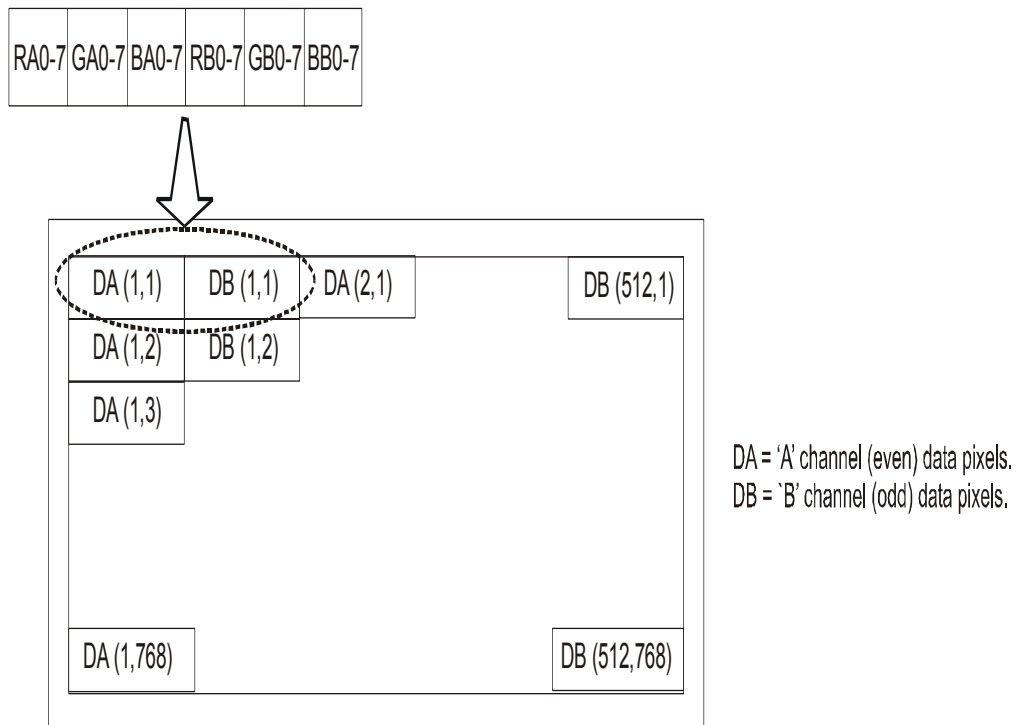 RA0-7 GA0-7 BA0-7 RB0-7 GB0-7 BB0-7
DA (1,1) DB (1,1) DA (2,1) DB (512,1)
DA (1,2) DB (1,2)
DA (1,3)
DA = ‘A’ channel (even) data pixels.
DB = `B’ channel (odd) data pixels.
DA (1,768) DB (512,768)